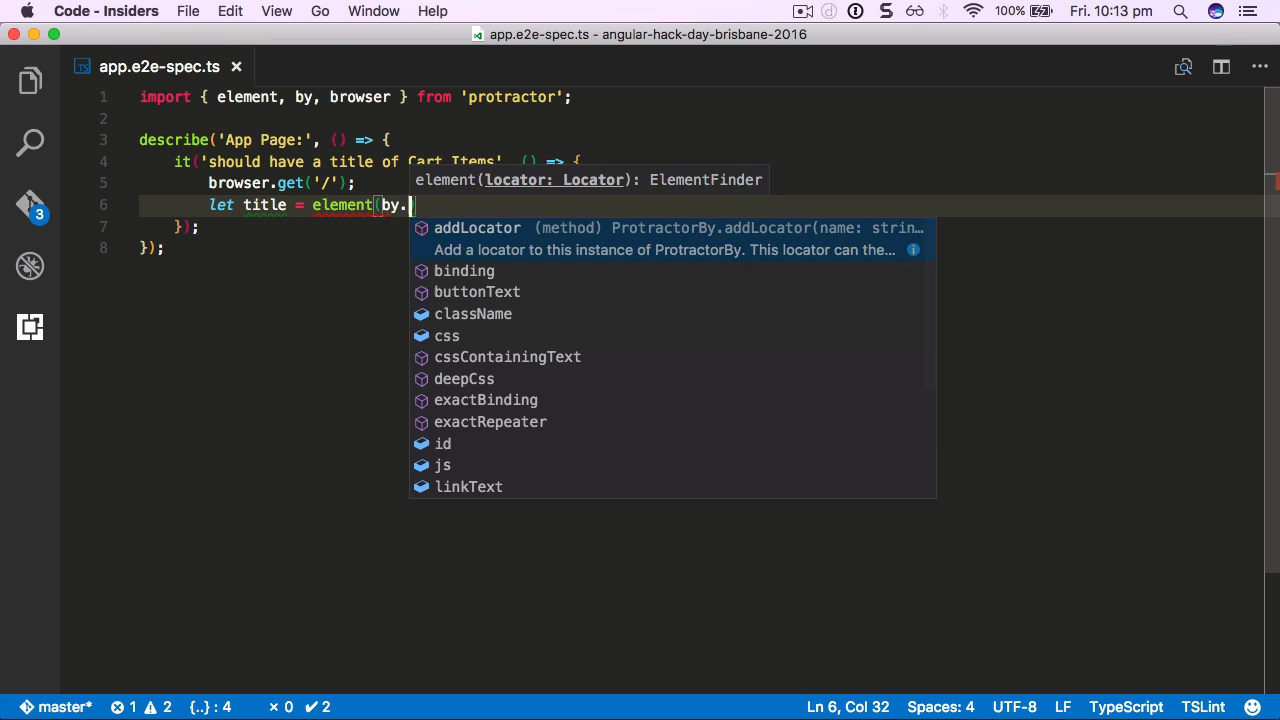 Code - Insiders File Edit View Go Window Help 100% Fri. 10:13 pm
app.e2e-spec.ts - angular-hack-day-brisbane-2016
TS app.e2e-spec.ts
1 import { element, by, browser } from 'protractor';
2
3 describe('App Page:', () => {
4 it('should have a title of Cart Items', () => {
element(locator: Locator): ElementFinder
5 browser.get('/');
6 let title = element(by.
7 });
8 });
addLocator (method) ProtractorBy.addLocator(name: strin…
Add a locator to this instance of ProtractorBy. This locator can the…
binding
buttonText
className
css
cssContainingText
deepCss
exactBinding
exactRepeater
id
js
linkText
3
master* 1 2 {..} : 4 × 0 ✔ 2 Ln 6, Col 32 Spaces: 4 UTF-8 LF TypeScript TSLint